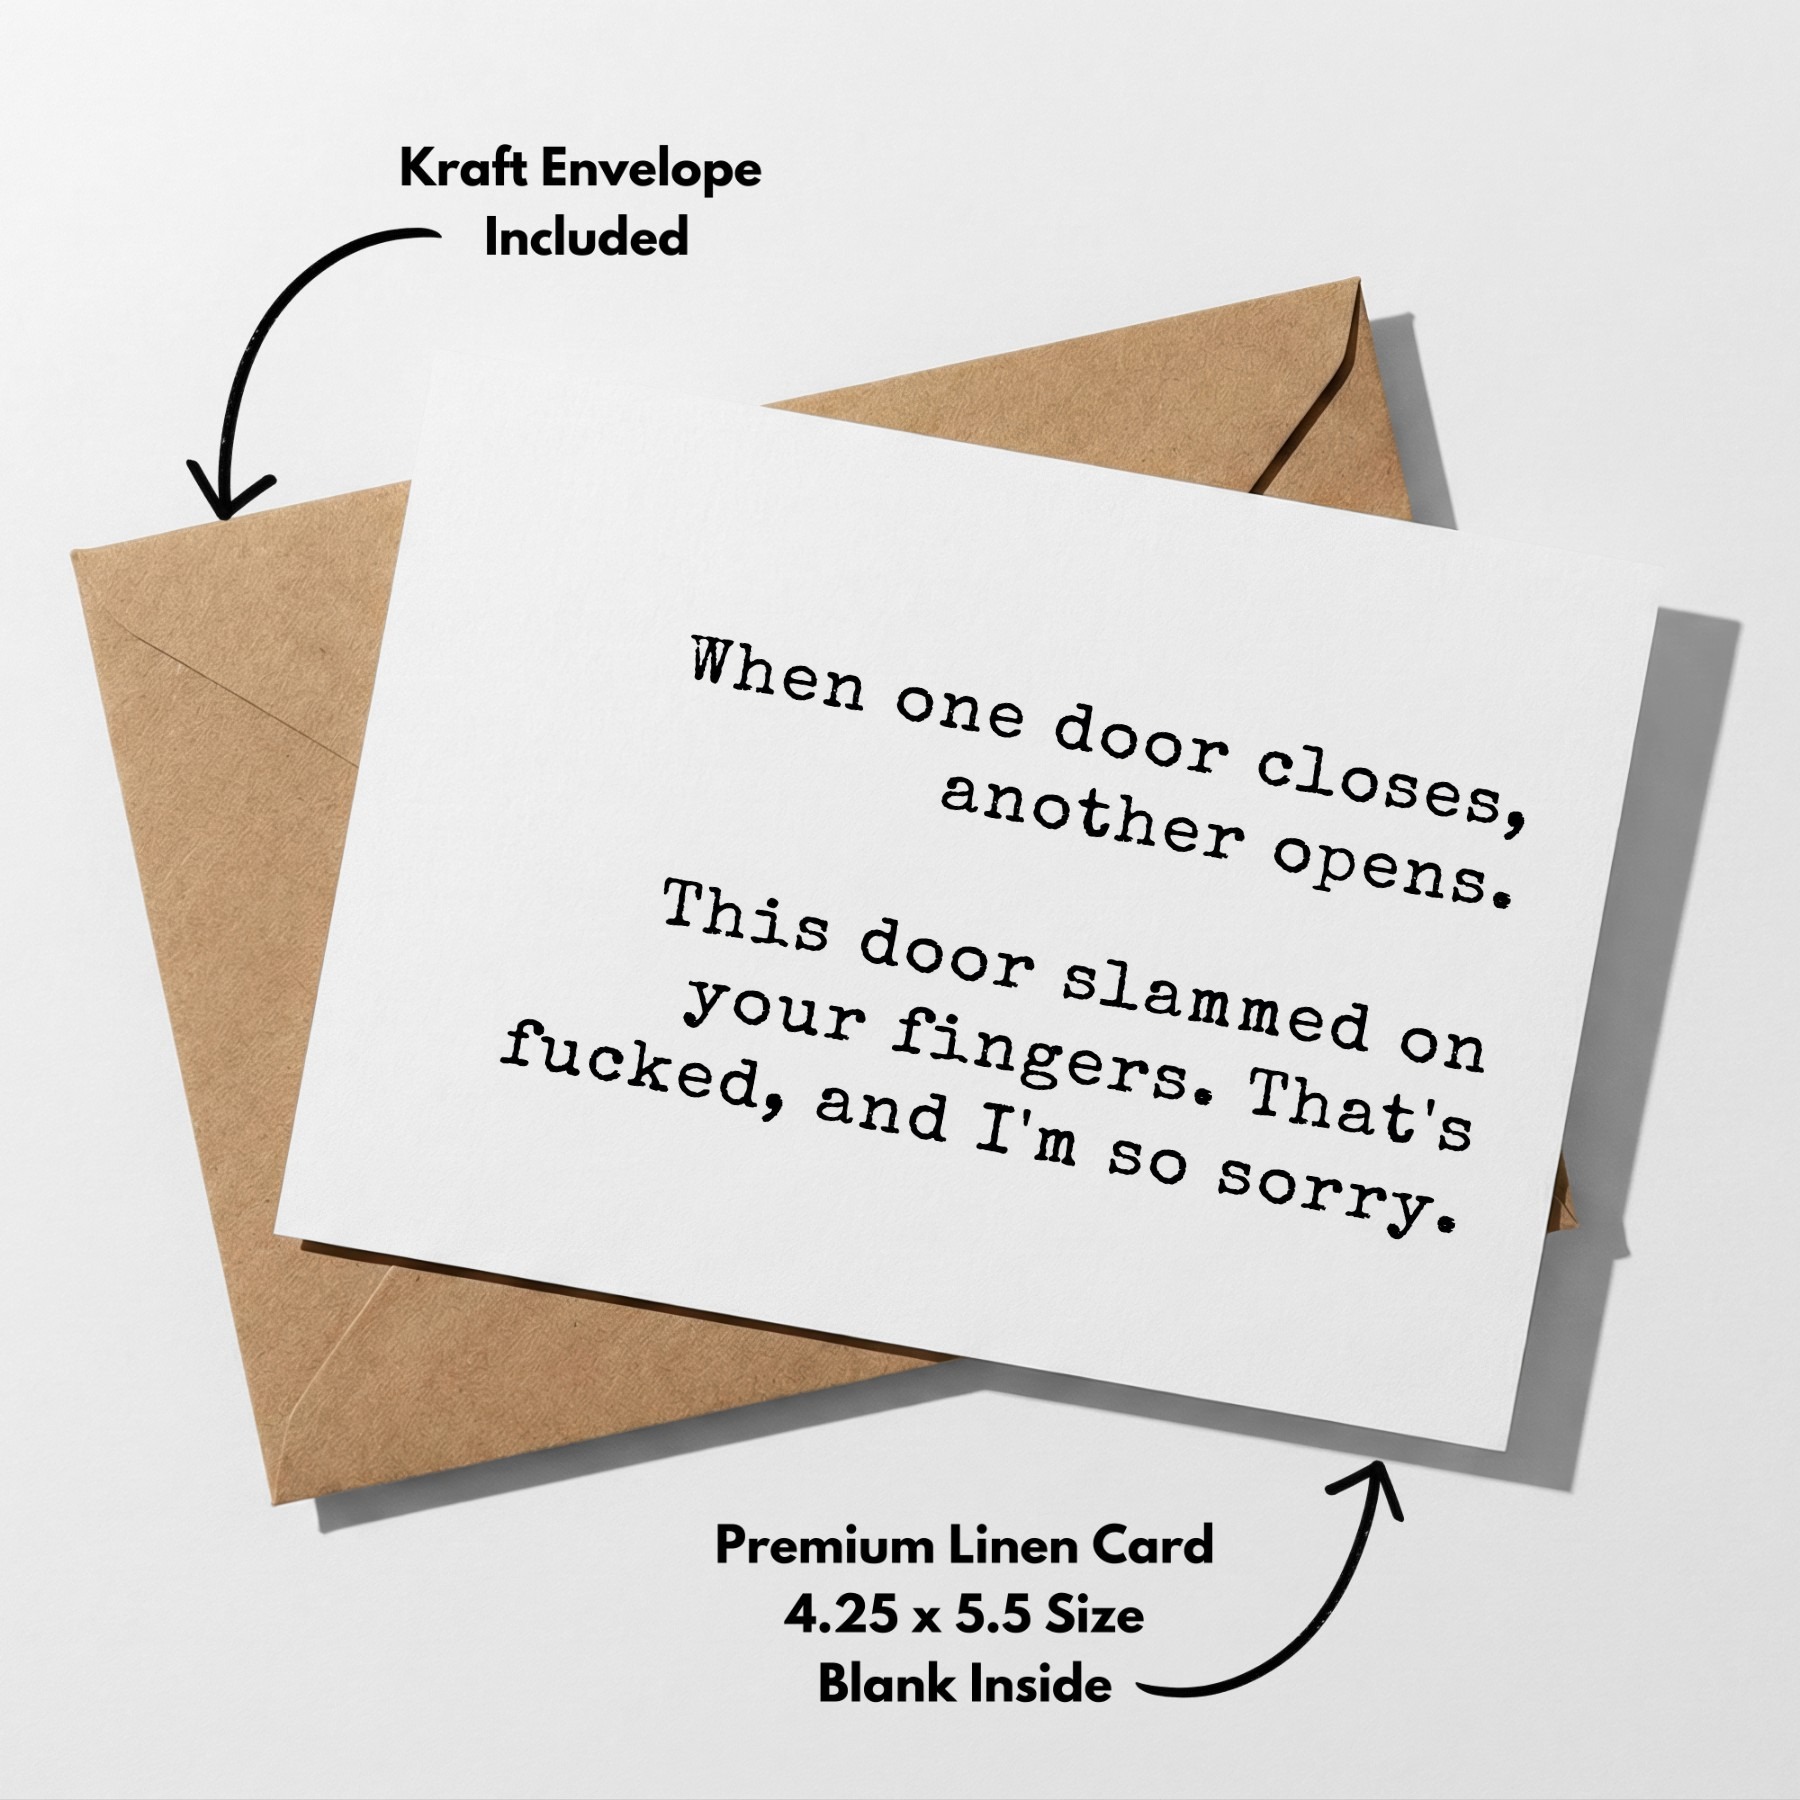 Kraft Envelope
Included
When one door closes,
another opens.
This door slammed on
your fingers. That's
fucked, and I'm so sorry.
Premium Linen Card
4.25 x 5.5 Size
Blank Inside